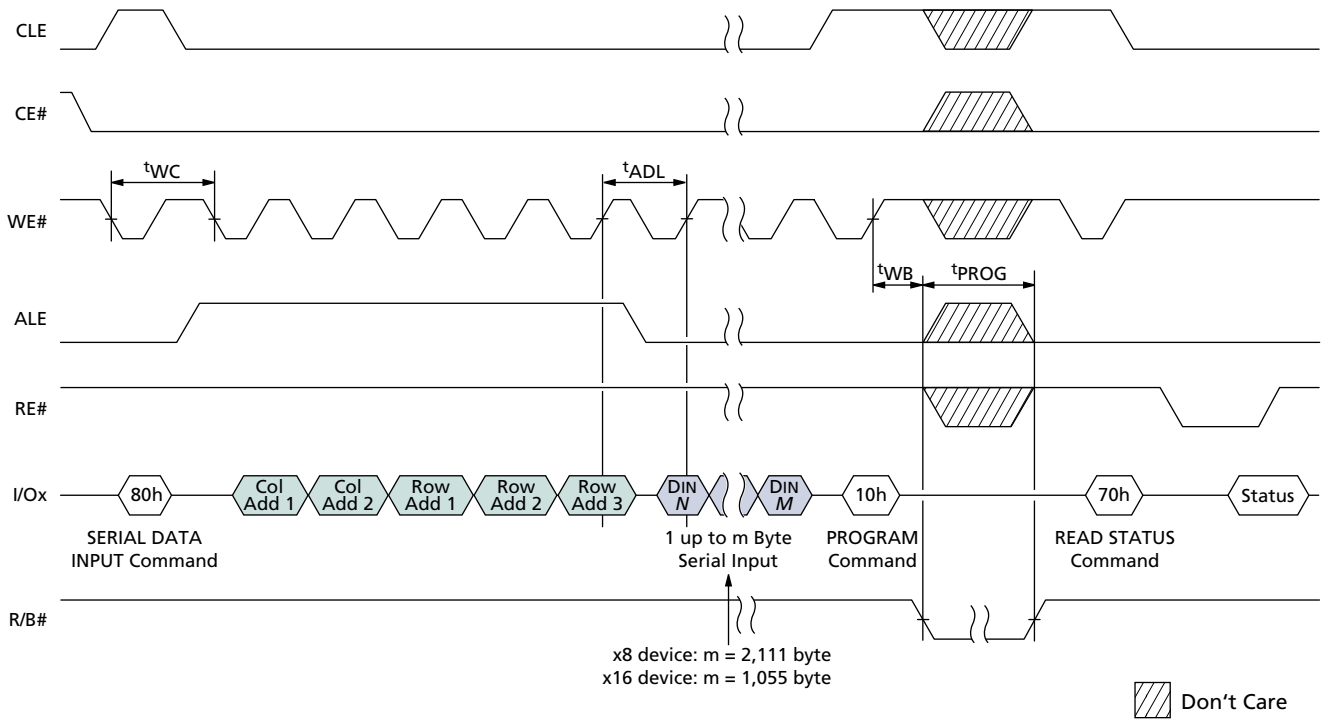 CLE
CE#
tWC
tADL
WE#
tWB
tPROG
ALE
RE#
I/Ox
80h
Col
Add 1
Col
Add 2
Row
Add 1
Row
Add 2
Row
Add 3
DIN
N
DIN
M
10h
70h
Status
SERIAL DATA
INPUT Command
1 up to m Byte
Serial Input
PROGRAM
Command
READ STATUS
Command
R/B#
x8 device: m = 2,111 byte
x16 device: m = 1,055 byte
Don't Care